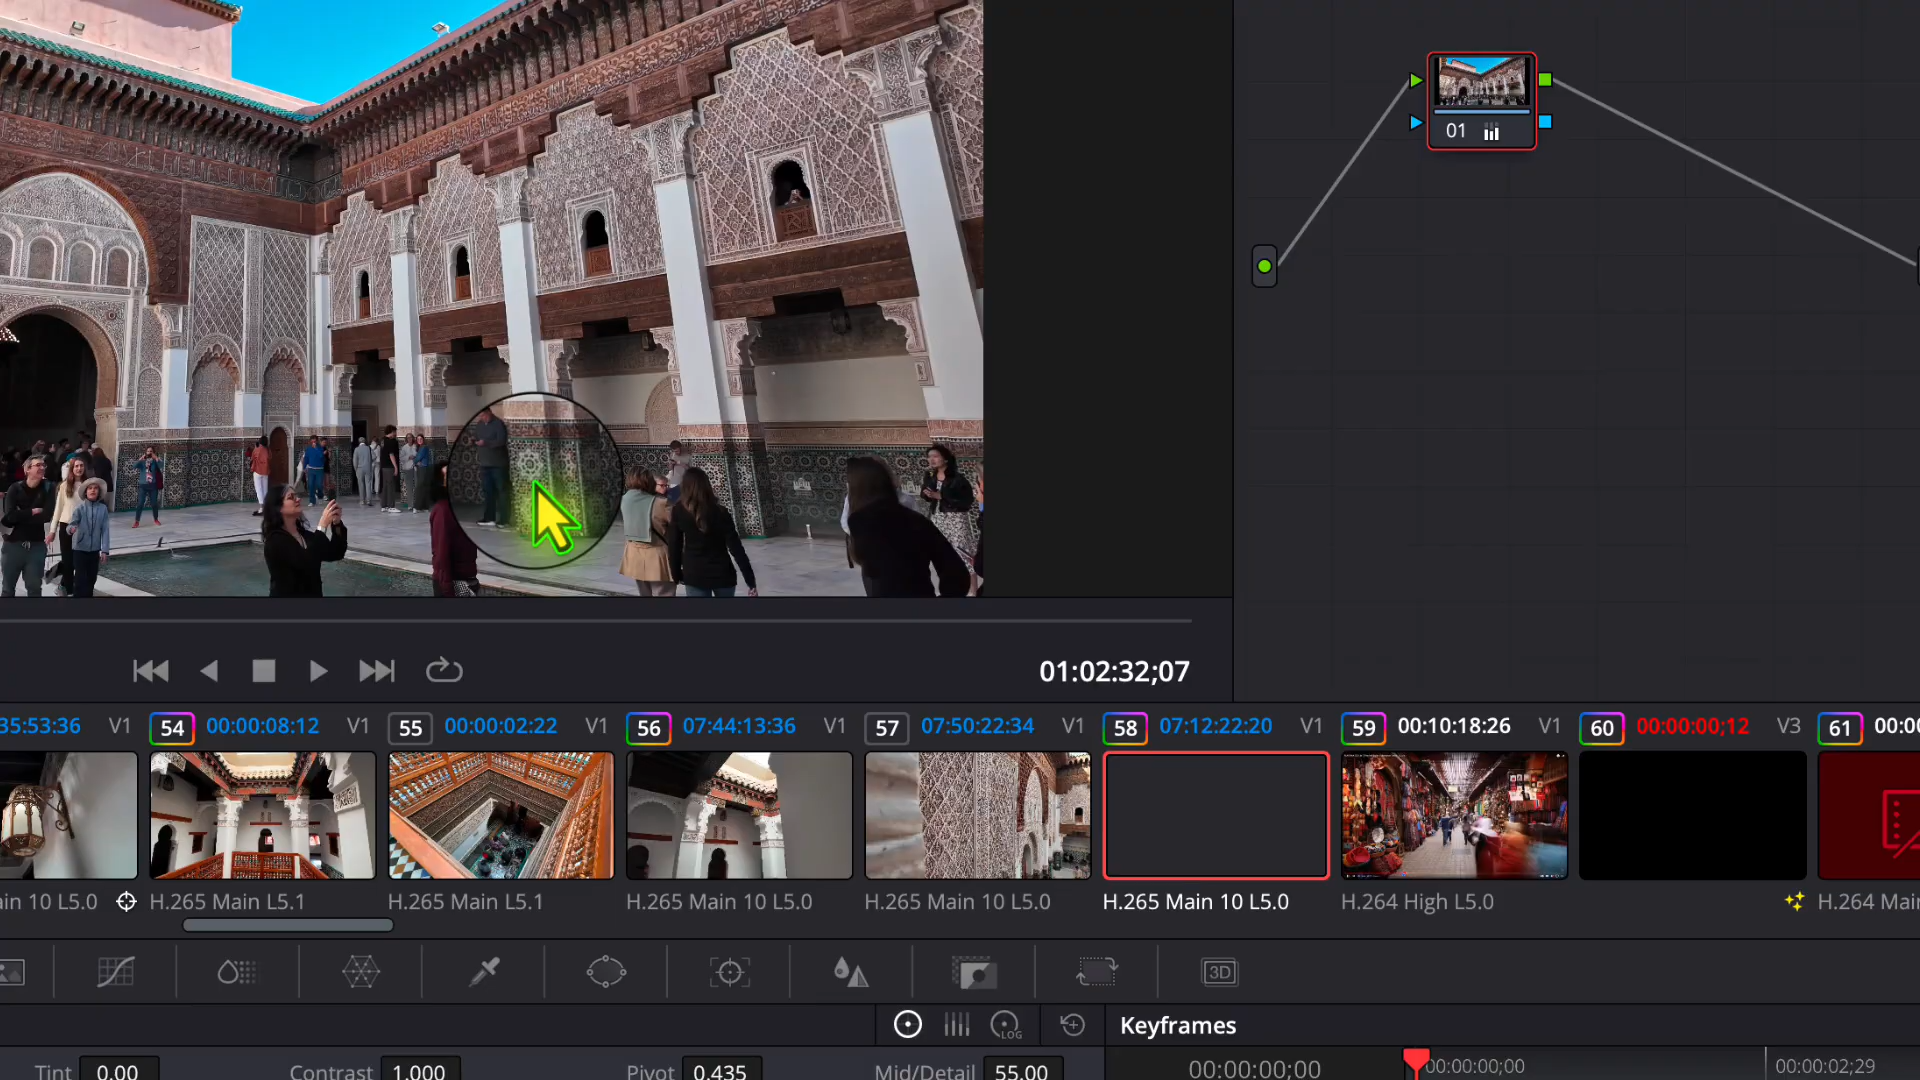 01
01:02:32;07
35:53:36 V1 54 00:00:08:12 V1 55 00:00:02:22 V1 56 07:44:13:36 V1 57 07:50:22:34 V1 58 07:12:22:20 V1 59 00:10:18:26 V1 60 00:00:00;12 V3 61 00:0
ain 10 L5.0 H.265 Main L5.1 H.265 Main L5.1 H.265 Main 10 L5.0 H.265 Main 10 L5.0 H.265 Main 10 L5.0 H.264 High L5.0 H.264 Mai
3D
LOG
Keyframes
Tint 0.00 Contrast 1.000 Pivot 0.435 Mid/Detail 55.00 00:00:00;00 00:00:00;00 00:00:02;29